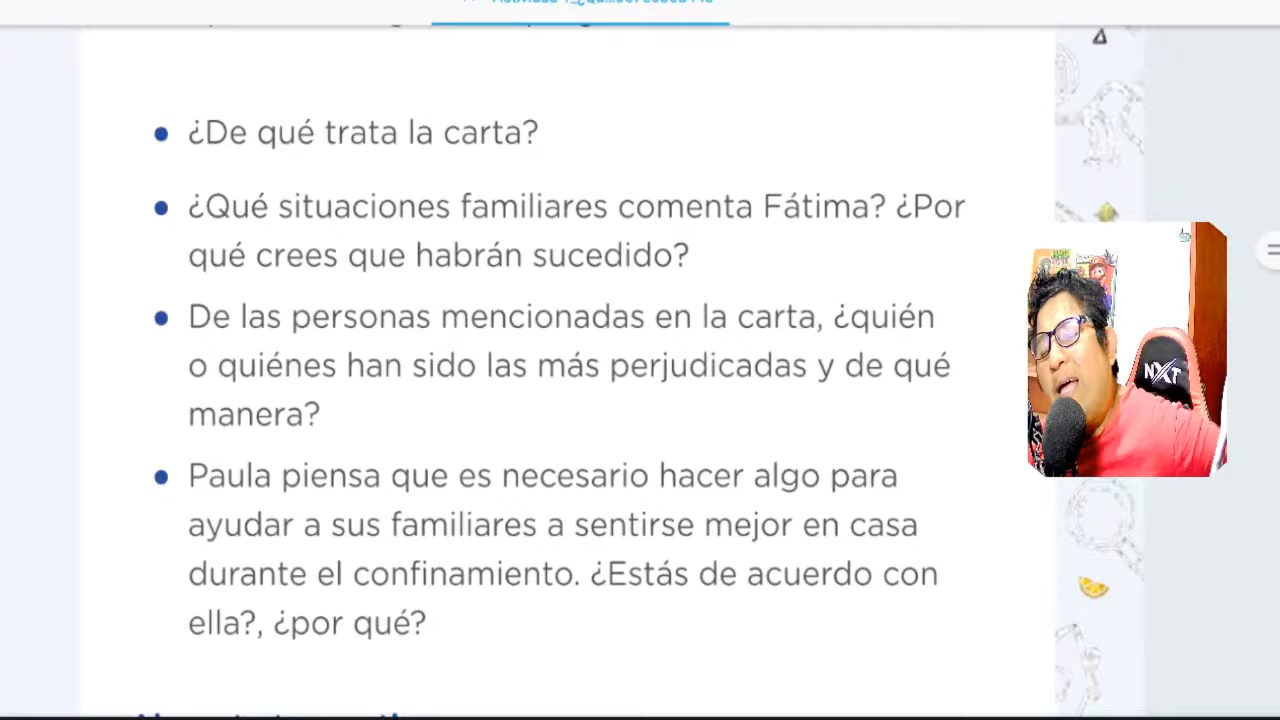 ¿De qué trata la carta?
¿Qué situaciones familiares comenta Fátima? ¿Por
qué crees que habrán sucedido?
De las personas mencionadas en la carta, ¿quién
o quiénes han sido las más perjudicadas y de qué
manera?
NXT
Paula piensa que es necesario hacer algo para
ayudar a sus familiares a sentirse mejor en casa
durante el confinamiento. ¿Estás de acuerdo con
ella?, ¿por qué?